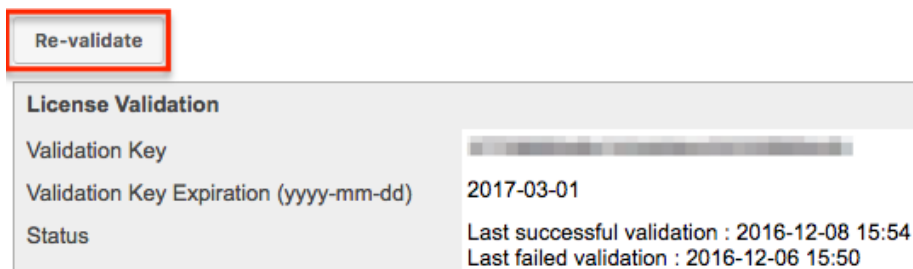 Re-validate
License Validation
Validation Key
Validation Key Expiration (yyyy-mm-dd) 2017-03-01
Status Last successful validation : 2016-12-08 15:54
Last failed validation : 2016-12-06 15:50